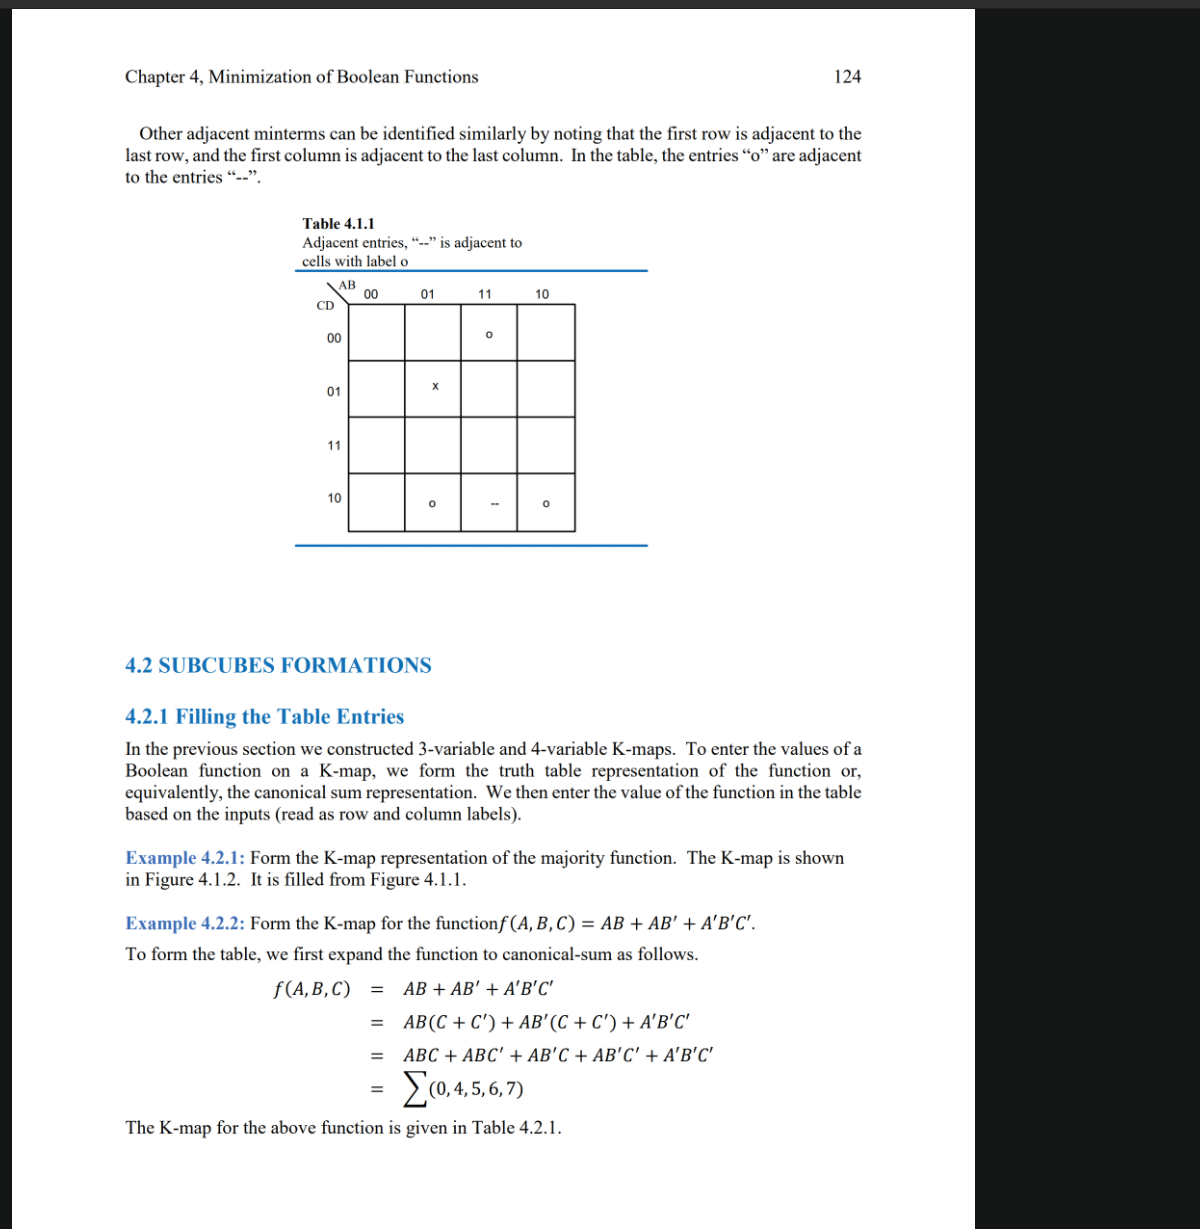 Chapter 4, Minimization of Boolean Functions 124
Other adjacent minterms can be identified similarly by noting that the first row is adjacent to the
last row, and the first column is adjacent to the last column. In the table, the entries “o” are adjacent
to the entries “--”.
Table 4.1.1
Adjacent entries, “--” is adjacent to
cells with label o
AB
00 01 11 10
CD
00 o
01 x
11
10 o -- o
4.2 SUBCUBES FORMATIONS
4.2.1 Filling the Table Entries
In the previous section we constructed 3-variable and 4-variable K-maps. To enter the values of a
Boolean function on a K-map, we form the truth table representation of the function or,
equivalently, the canonical sum representation. We then enter the value of the function in the table
based on the inputs (read as row and column labels).
Example 4.2.1: Form the K-map representation of the majority function. The K-map is shown
in Figure 4.1.2. It is filled from Figure 4.1.1.
Example 4.2.2: Form the K-map for the functionf(A, B, C) = AB + AB′ + A′B′C′.
To form the table, we first expand the function to canonical-sum as follows.
f(A, B, C) = AB + AB′ + A′B′C′
= AB(C + C′) + AB′(C + C′) + A′B′C′
= ABC + ABC′ + AB′C + AB′C′ + A′B′C′
= ∑(0, 4, 5, 6, 7)
The K-map for the above function is given in Table 4.2.1.